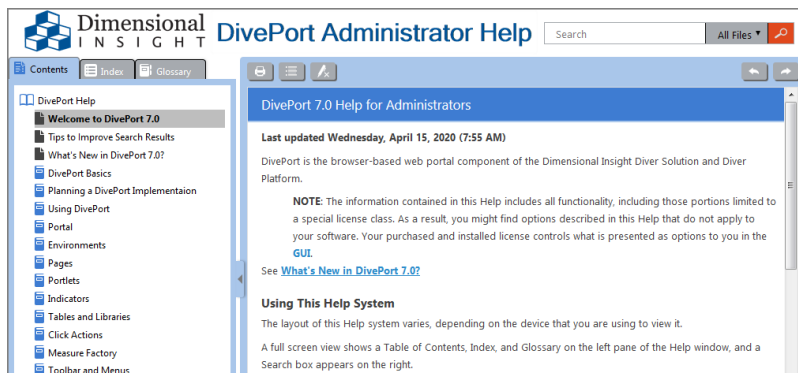 Dimensional
INSIGHT
DivePort Administrator Help
Search
All Files
Contents
Index
Glossary
DivePort Help
Welcome to DivePort 7.0
Tips to Improve Search Results
What's New in DivePort 7.0?
DivePort Basics
Planning a DivePort Implementaion
Using DivePort
Portal
Environments
Pages
Portlets
Indicators
Tables and Libraries
Click Actions
Measure Factory
Toolbar and Menus
DivePort 7.0 Help for Administrators
Last updated Wednesday, April 15, 2020 (7:55 AM)
DivePort is the browser-based web portal component of the Dimensional Insight Diver Solution and Diver
Platform.
NOTE: The information contained in this Help includes all functionality, including those portions limited to
a special license class. As a result, you might find options described in this Help that do not apply to
your software. Your purchased and installed license controls what is presented as options to you in the
GUI.
See What's New in DivePort 7.0?
Using This Help System
The layout of this Help system varies, depending on the device that you are using to view it.
A full screen view shows a Table of Contents, Index, and Glossary on the left pane of the Help window, and a
Search box appears on the right.